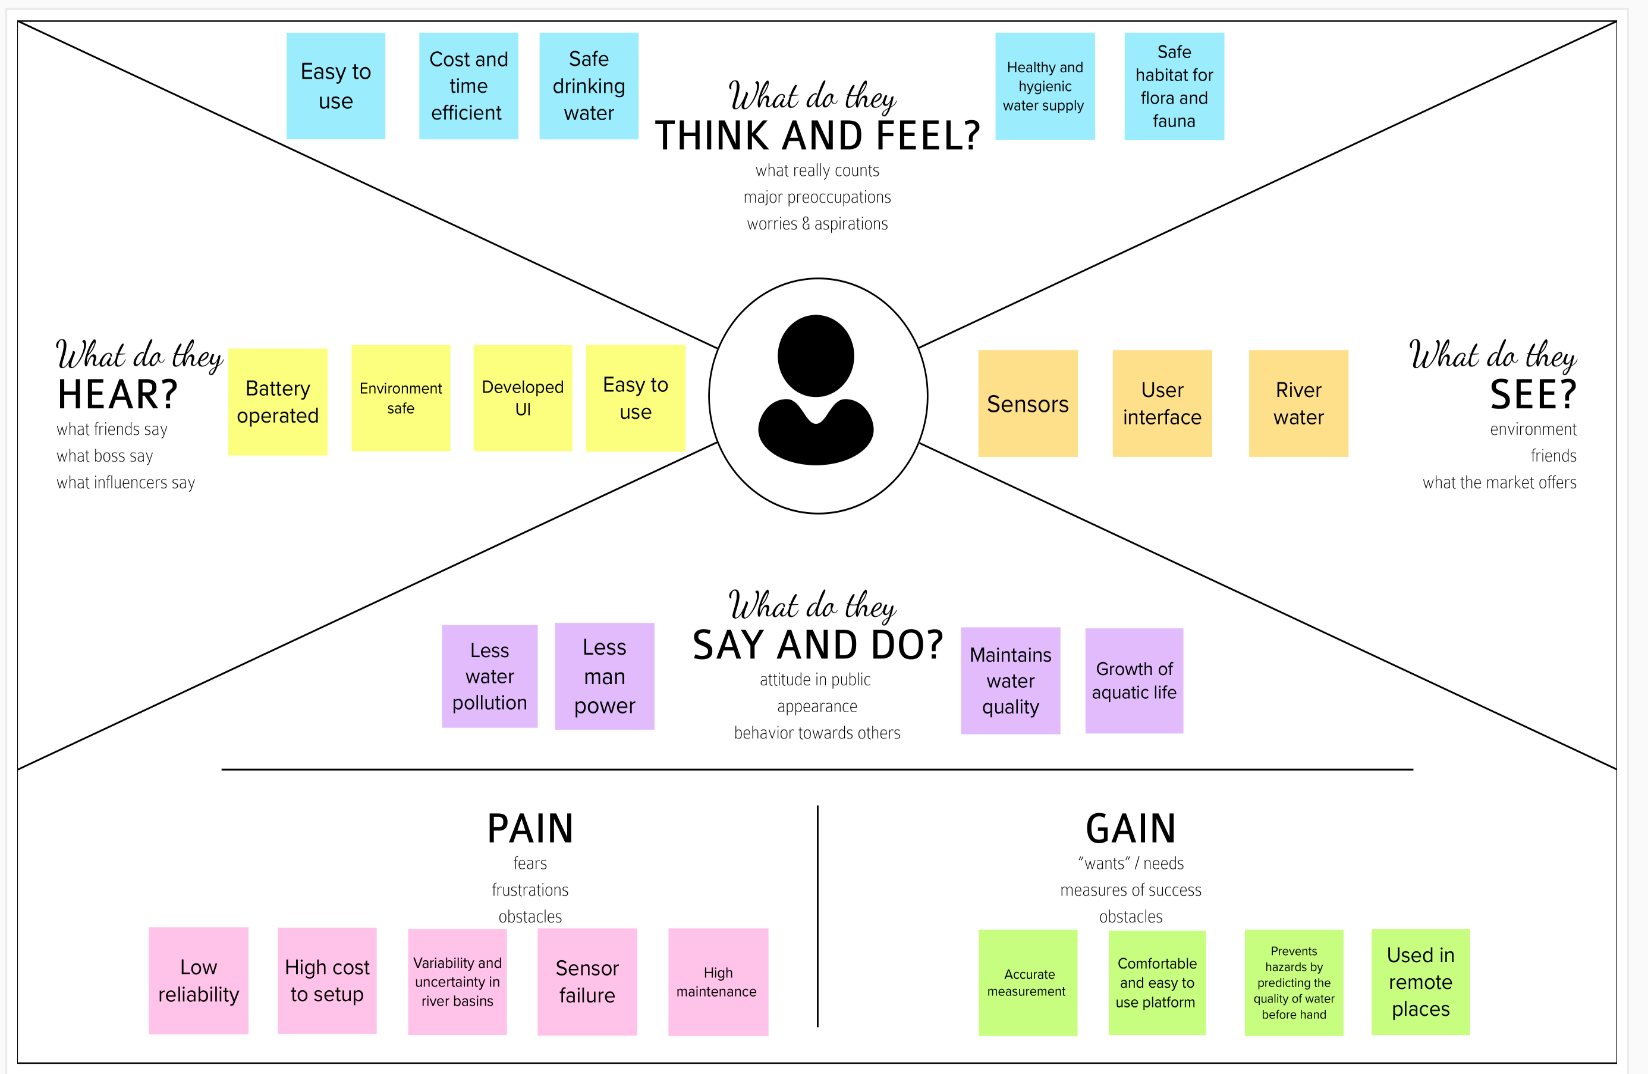 Easy to
use
Cost and
time
efficient
Safe
drinking
water
What do they
THINK AND FEEL?
what really counts
major preoccupations
worries & aspirations
Healthy and
hygienic
water supply
Safe
habitat for
flora and
fauna
What do they
HEAR?
what friends say
what boss say
what influencers say
Battery
operated
Environment
safe
Developed
UI
Easy to
use
Sensors
User
interface
River
water
What do they
SEE?
environment
friends
what the market offers
Less
water
pollution
Less
man
power
What do they
SAY AND DO?
attitude in public
appearance
behavior towards others
Maintains
water
quality
Growth of
aquatic life
PAIN
fears
frustrations
obstacles
Low
reliability
High cost
to setup
Variability and
uncertainty in
river basins
Sensor
failure
High
maintenance
GAIN
“wants” / needs
measures of success
obstacles
Accurate
measurement
Comfortable
and easy to
use platform
Prevents
hazards by
predicting the
quality of water
before hand
Used in
remote
places